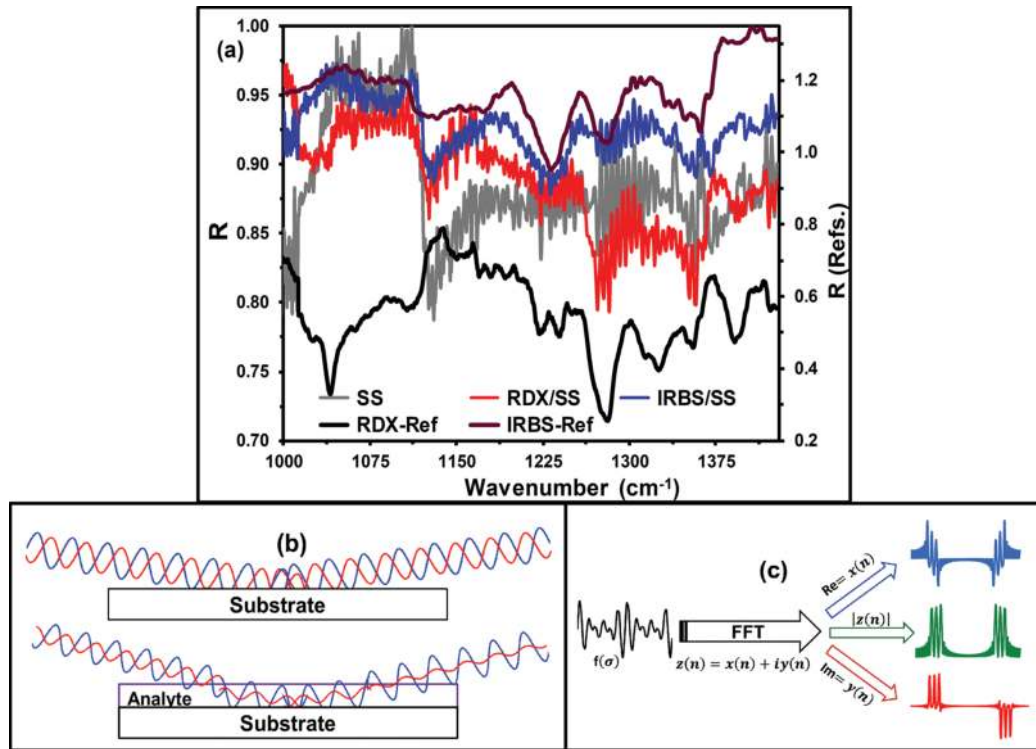 (a)
1.00
0.95
0.90
0.85
0.80
0.75
0.70
R
1.2
1.0
0.8
0.6
0.4
0.2
R (Refs.)
SS RDX/SS IRBS/SS
RDX-Ref IRBS-Ref
1000 1075 1150 1225 1300 1375
Wavenumber (cm⁻¹)
(b)
Substrate
Analyte
Substrate
(c)
f(σ)
FFT
z(n) = x(n) + iy(n)
Re= x(n)
|z(n)|
Im= y(n)